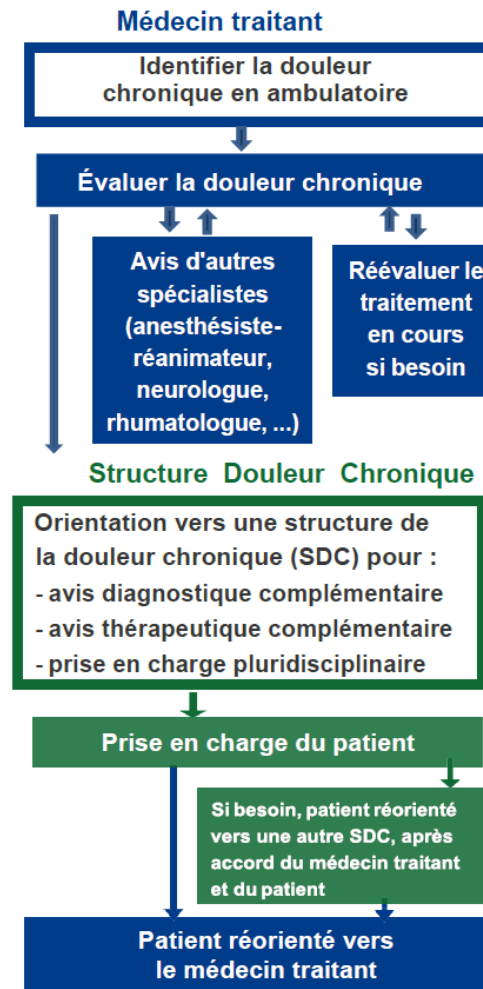 Médecin traitant
Identifier la douleur
chronique en ambulatoire
Évaluer la douleur chronique
Avis d'autres
spécialistes
(anesthésiste-
réanimateur,
neurologue,
rhumatologue, ...)
Réévaluer le
traitement
en cours
si besoin
Structure Douleur Chronique
Orientation vers une structure de
la douleur chronique (SDC) pour :
- avis diagnostique complémentaire
- avis thérapeutique complémentaire
- prise en charge pluridisciplinaire
Prise en charge du patient
Si besoin, patient réorienté
vers une autre SDC, après
accord du médecin traitant
et du patient
Patient réorienté vers
le médecin traitant